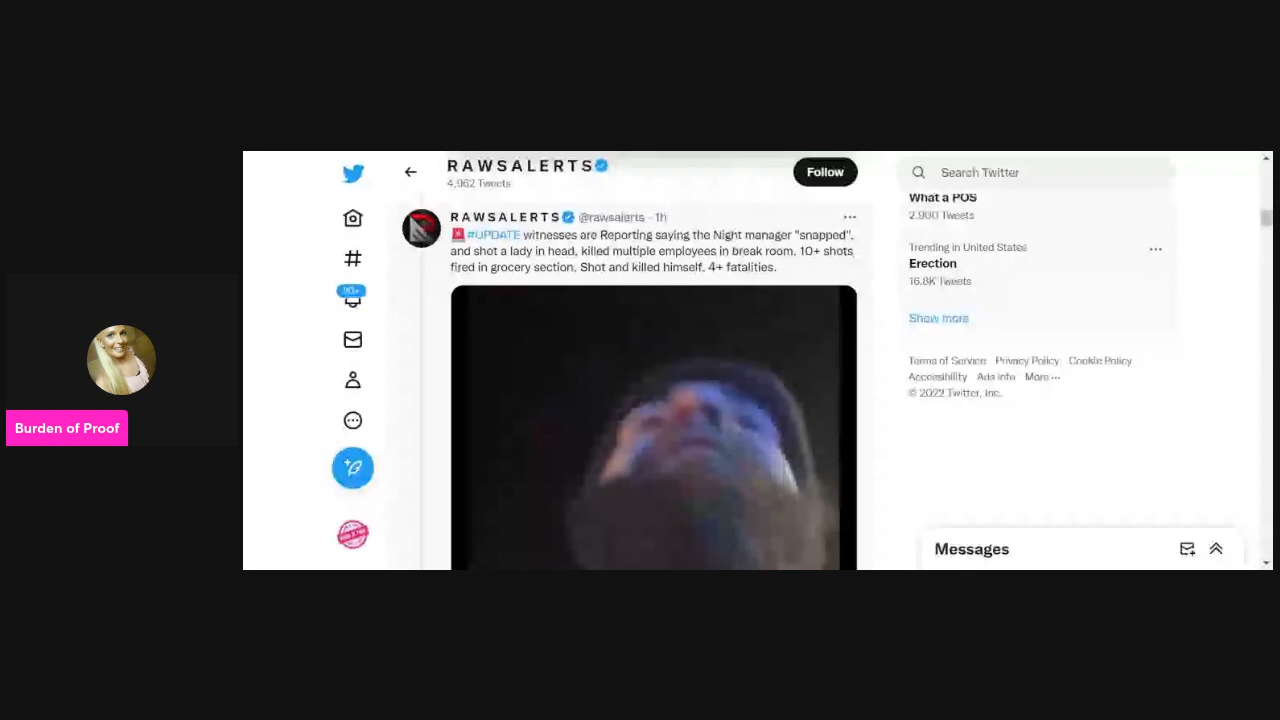 RAWSALERTS
4,962 Tweets
Follow
Search Twitter
RAWSALERTS @rawsalerts · 1h
#UPDATE witnesses are Reporting saying the Night manager "snapped",
and shot a lady in head, killed multiple employees in break room. 10+ shots
fired in grocery section. Shot and killed himself. 4+ fatalities.
What a POS
2,900 Tweets
Trending in United States
Erection
16.8K Tweets
Show more
Terms of Service Privacy Policy Cookie Policy
Accessibility Ads info More ···
© 2022 Twitter, Inc.
Messages
Burden of Proof